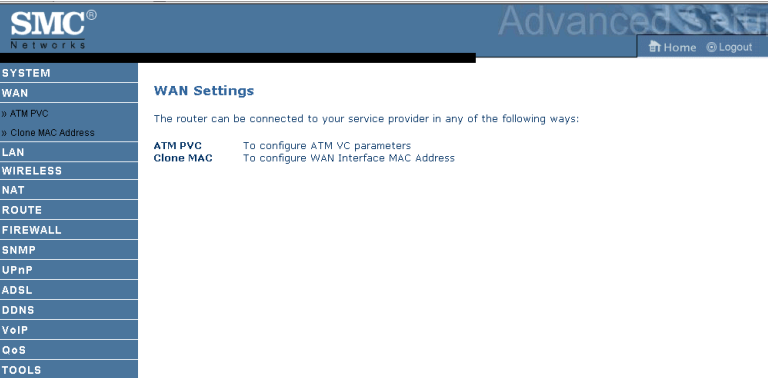 SMC®
Networks
Advanced Setup
Home Logout
SYSTEM
WAN
» ATM PVC
» Clone MAC Address
LAN
WIRELESS
NAT
ROUTE
FIREWALL
SNMP
UPnP
ADSL
DDNS
VoIP
QoS
TOOLS
WAN Settings
The router can be connected to your service provider in any of the following ways:
ATM PVC To configure ATM VC parameters
Clone MAC To configure WAN Interface MAC Address